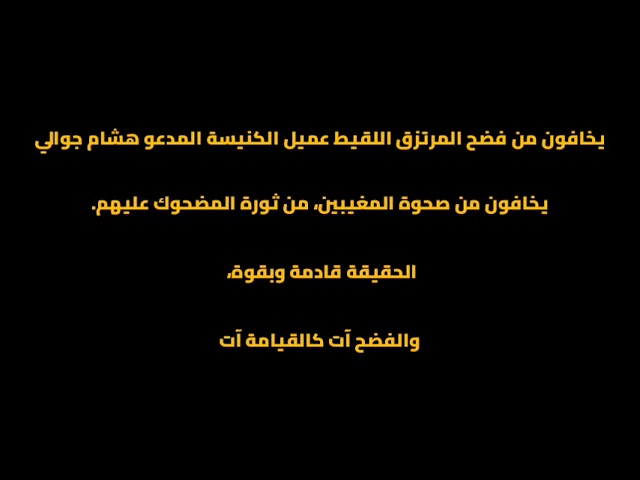 يخافون من فضح المرتزق اللقيط عميل الكنيسة المدعو هشام جوالي
يخافون من صحوة المغيبين، من ثورة المضحوك عليهم.
الحقيقة قادمة وبقوة،
والفضح آت كالقيامة آت